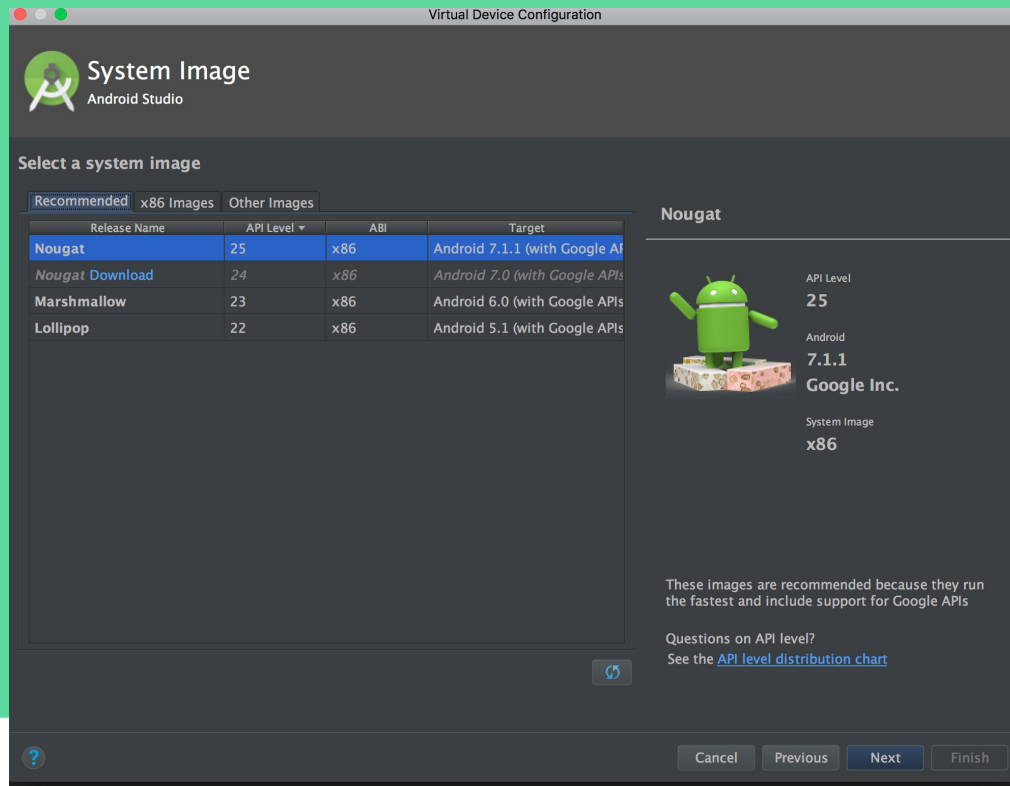 Virtual Device Configuration
System Image
Android Studio
Select a system image
Recommended x86 Images Other Images
Release Name API Level ABI Target
Nougat 25 x86 Android 7.1.1 (with Google AP
Nougat Download 24 x86 Android 7.0 (with Google APIs
Marshmallow 23 x86 Android 6.0 (with Google APIs
Lollipop 22 x86 Android 5.1 (with Google APIs
Nougat
API Level
25
Android
7.1.1
Google Inc.
System Image
x86
These images are recommended because they run
the fastest and include support for Google APIs
Questions on API level?
See the API level distribution chart
?
Cancel Previous Next Finish